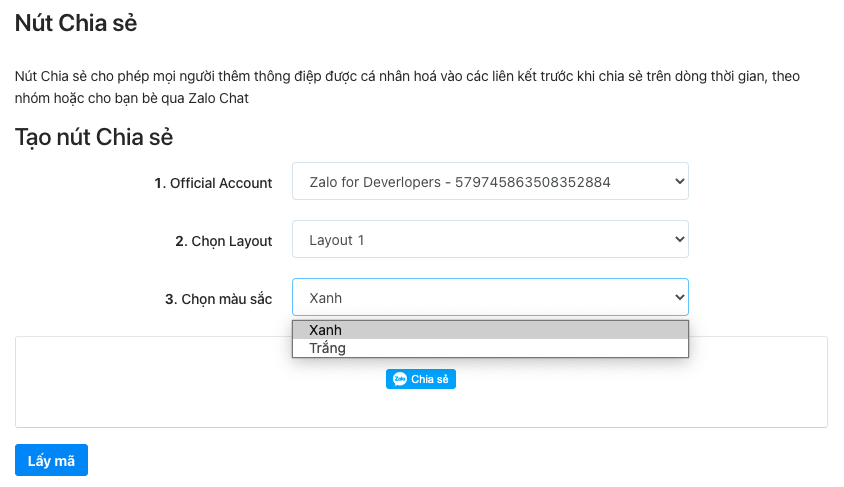 Nút Chia sẻ
Nút Chia sẻ cho phép mọi người thêm thông điệp được cá nhân hoá vào các liên kết trước khi chia sẻ trên dòng thời gian, theo
nhóm hoặc cho bạn bè qua Zalo Chat
Tạo nút Chia sẻ
1. Official Account
Zalo for Deverlopers - 579745863508352884
2. Chọn Layout
Layout 1
3. Chọn màu sắc
Xanh
Xanh
Trắng
Zalo Chia sẻ
Lấy mã